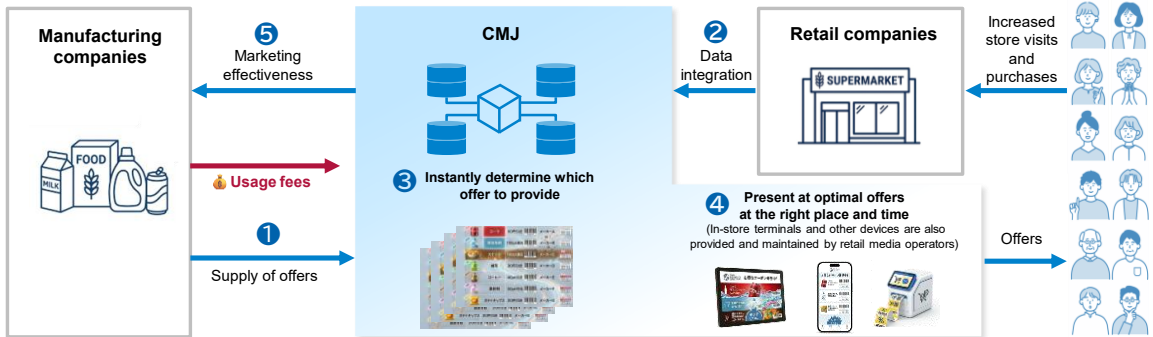 Manufacturing
companies
MILK
FOOD
5
Marketing
effectiveness
Usage fees
1
Supply of offers
CMJ
3
Instantly determine which
offer to provide
2
Data
integration
Retail companies
SUPERMARKET
4
Present at optimal offers
at the right place and time
(In-store terminals and other devices are also
provided and maintained by retail media operators)
Increased
store visits
and
purchases
Offers